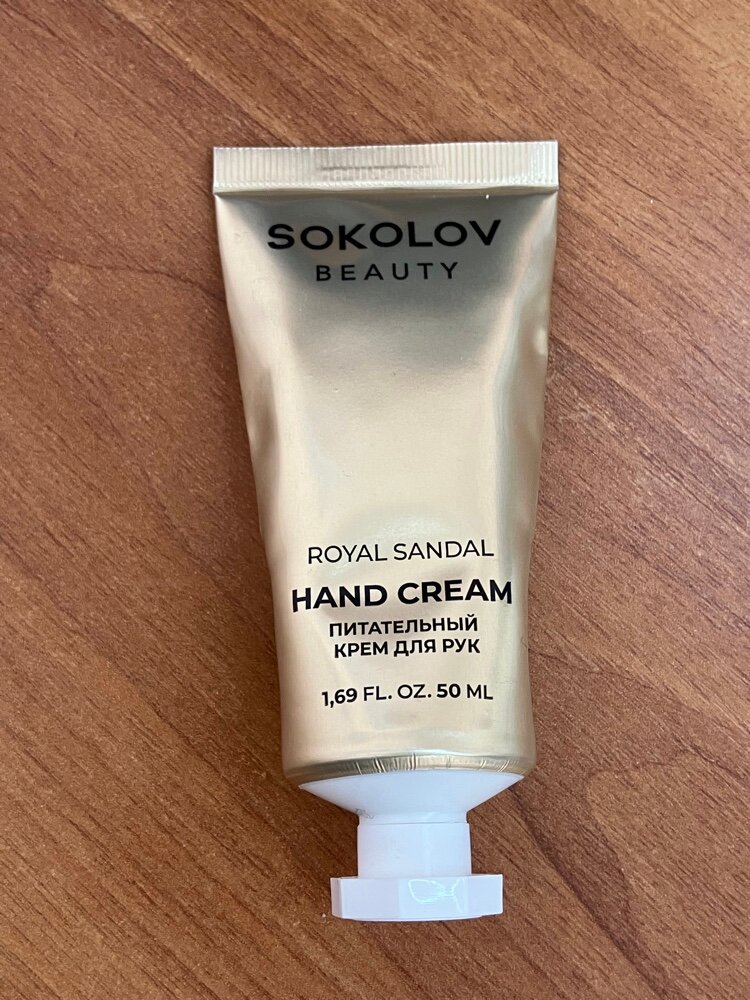 SOKOLOV
BEAUTY
ROYAL SANDAL
HAND CREAM
ПИТАТЕЛЬНЫЙ
КРЕМ ДЛЯ РУК
1,69 FL. OZ. 50 ML